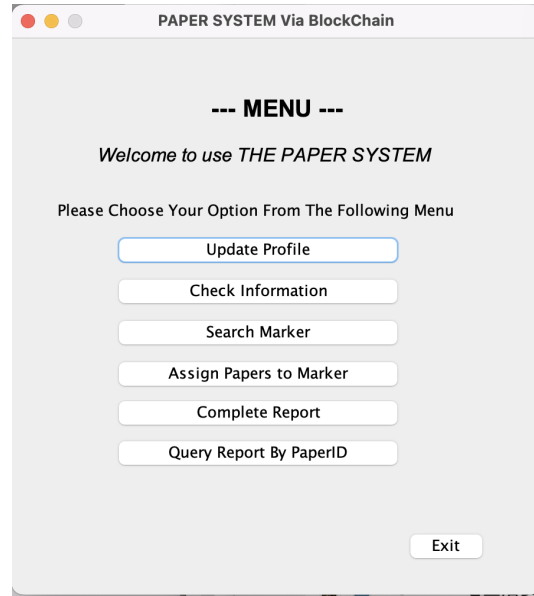 PAPER SYSTEM Via BlockChain
--- MENU ---
Welcome to use THE PAPER SYSTEM
Please Choose Your Option From The Following Menu
Update Profile
Check Information
Search Marker
Assign Papers to Marker
Complete Report
Query Report By PaperID
Exit